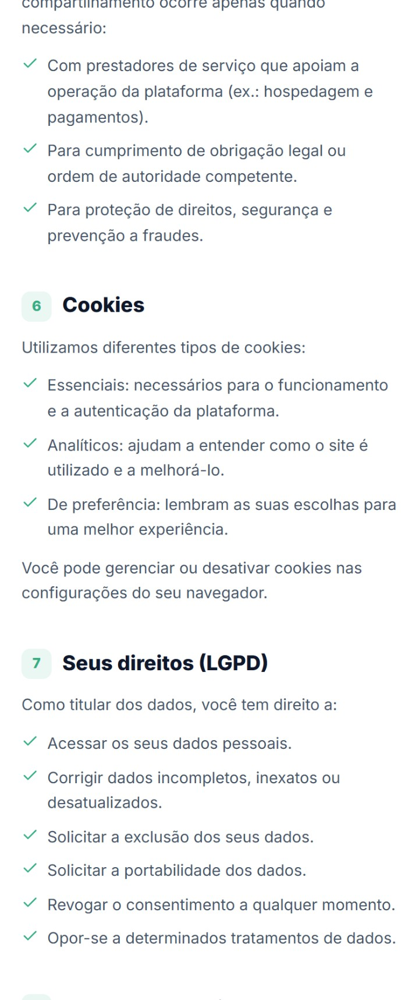 compartilhamento ocorre apenas quando
necessário:
Com prestadores de serviço que apoiam a
operação da plataforma (ex.: hospedagem e
pagamentos).
Para cumprimento de obrigação legal ou
ordem de autoridade competente.
Para proteção de direitos, segurança e
prevenção a fraudes.
6 Cookies
Utilizamos diferentes tipos de cookies:
Essenciais: necessários para o funcionamento
e a autenticação da plataforma.
Analíticos: ajudam a entender como o site é
utilizado e a melhorá-lo.
De preferência: lembram as suas escolhas para
uma melhor experiência.
Você pode gerenciar ou desativar cookies nas
configurações do seu navegador.
7 Seus direitos (LGPD)
Como titular dos dados, você tem direito a:
Acessar os seus dados pessoais.
Corrigir dados incompletos, inexatos ou
desatualizados.
Solicitar a exclusão dos seus dados.
Solicitar a portabilidade dos dados.
Revogar o consentimento a qualquer momento.
Opor-se a determinados tratamentos de dados.